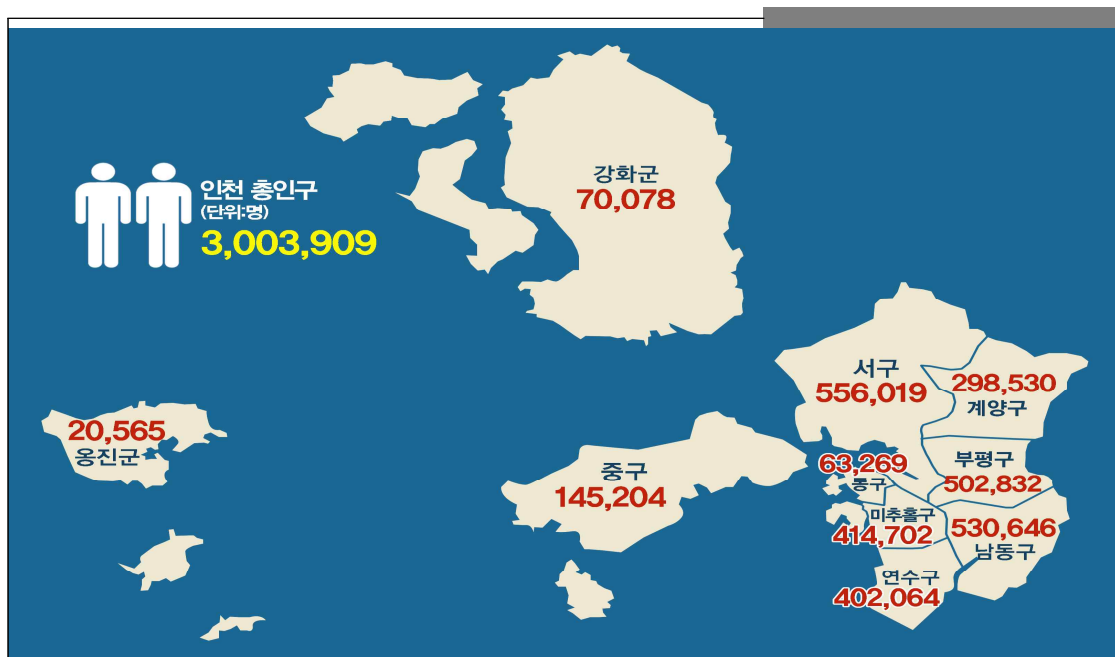 인천 총인구
(단위:명)
3,003,909
강화군
70,078
서구
556,019
298,530
계양구
20,565
옹진군
중구
145,204
63,269
동구
부평구
502,832
미추홀구
414,702
530,646
남동구
연수구
402,064